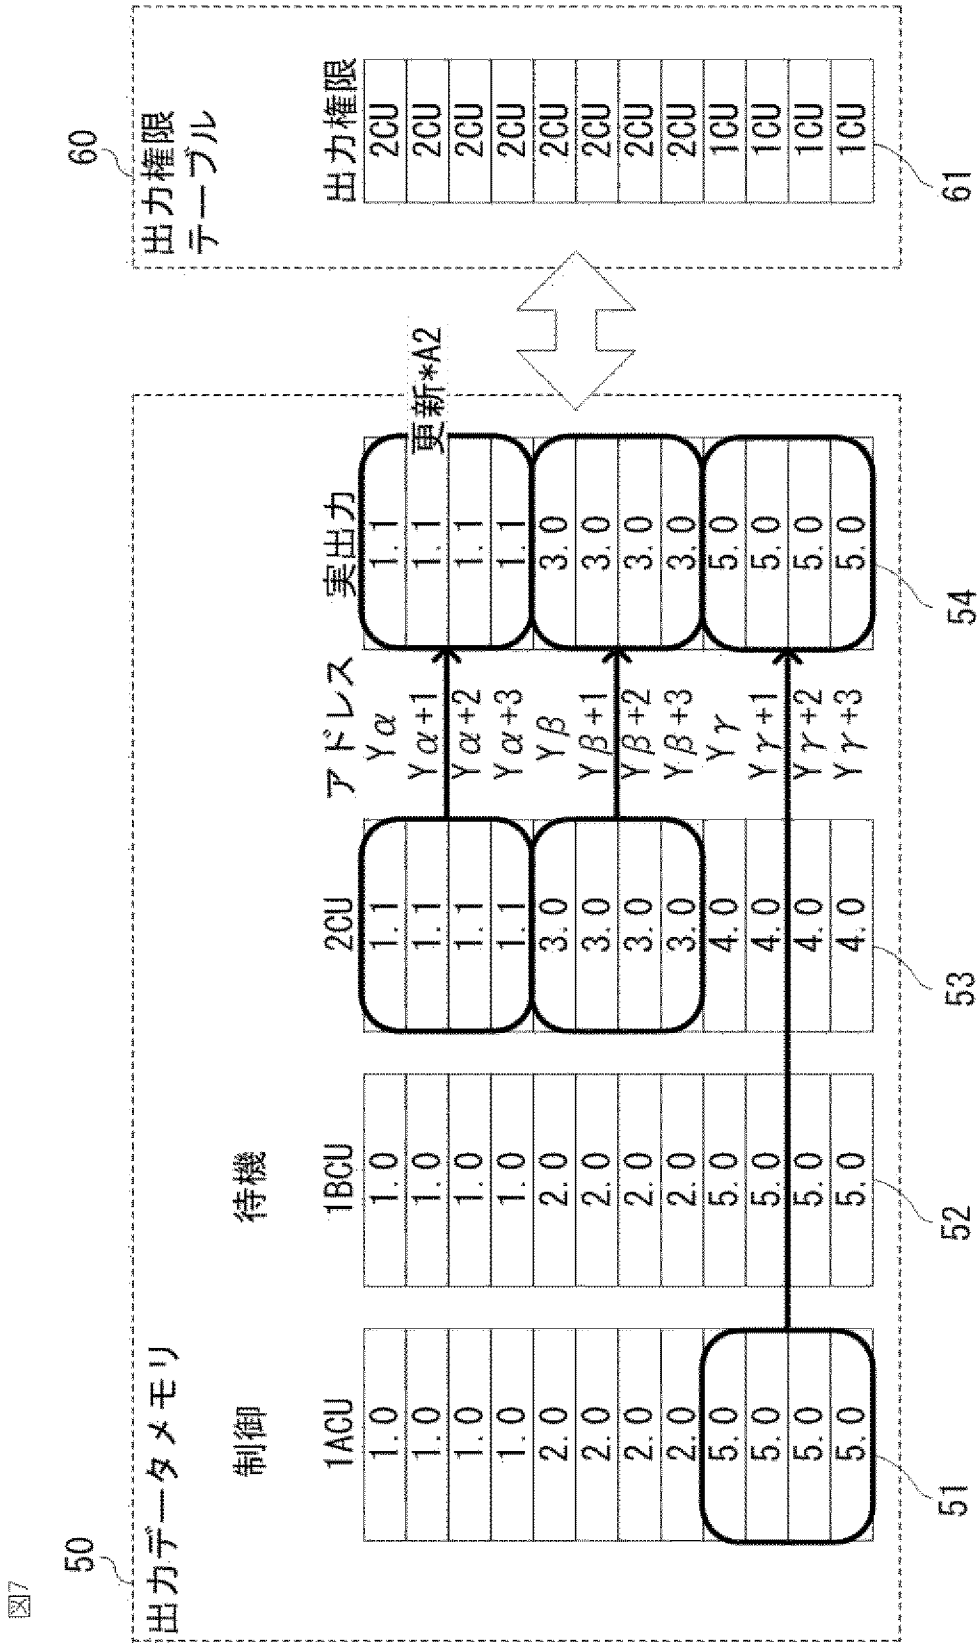 図7
50
出力データメモリ
制御
待機
1ACU
1BCU
2CU
アドレス
実出力
1.0 1.0 1.1 Yα 1.1
1.0 1.0 1.1 Yα+1 1.1
1.0 1.0 1.1 Yα+2 1.1
1.0 1.0 1.1 Yα+3 1.1
2.0 2.0 3.0 Yβ 3.0
2.0 2.0 3.0 Yβ+1 3.0
2.0 2.0 3.0 Yβ+2 3.0
2.0 2.0 3.0 Yβ+3 3.0
5.0 5.0 4.0 Yγ 5.0
5.0 5.0 4.0 Yγ+1 5.0
5.0 5.0 4.0 Yγ+2 5.0
5.0 5.0 4.0 Yγ+3 5.0
更新*A2
51
52
53
54
60
出力権限
テーブル
出力権限
2CU
2CU
2CU
2CU
2CU
2CU
2CU
2CU
1CU
1CU
1CU
1CU
61